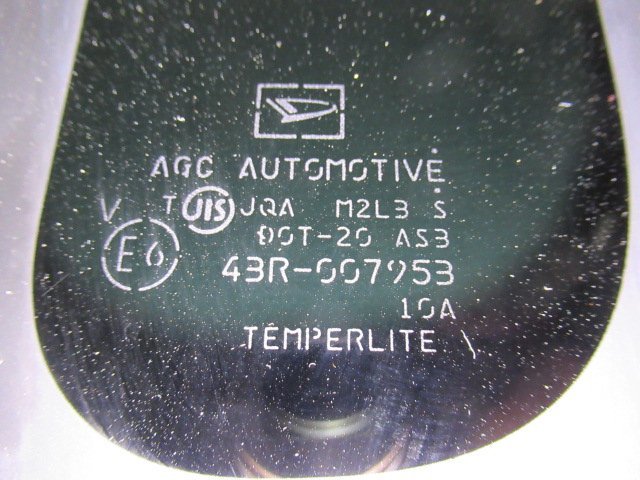 AGC AUTOMOTIVE
V T JIS JQA M2L3 S
DOT-20 AS3
E6 43R-007953
10A
TEMPERLITE \